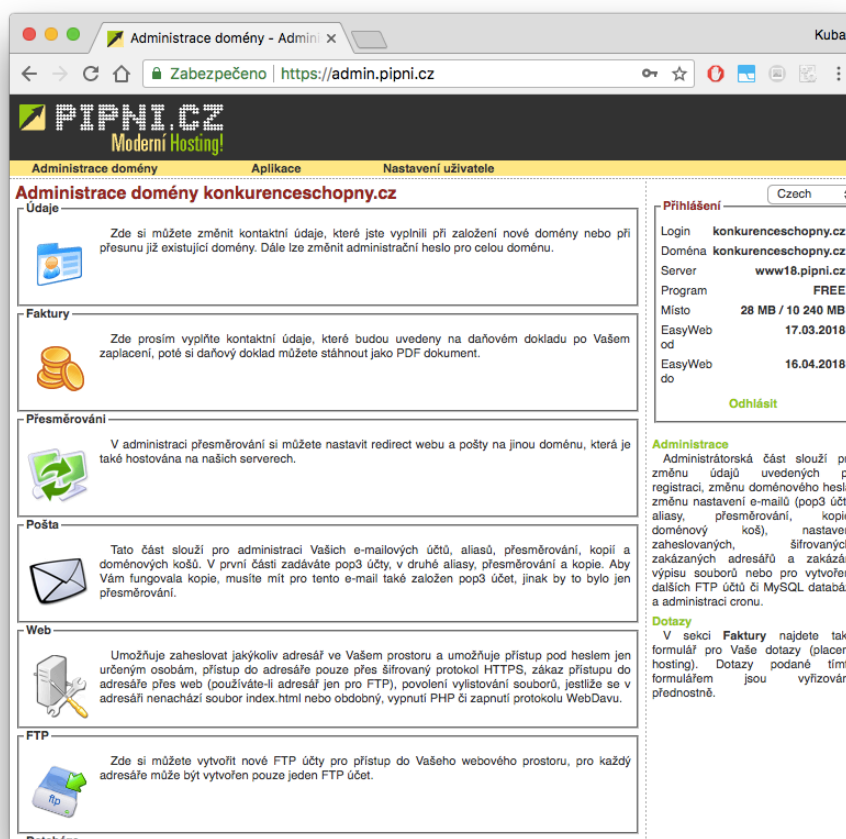 Administrace domény - Admini
Kuba
Zabezpečeno | https://admin.pipni.cz
PIPNI.CZ
Moderní Hosting!
Administrace domény Aplikace Nastavení uživatele
Administrace domény konkurenceschopny.cz
Údaje
Zde si můžete změnit kontaktní údaje, které jste vyplnili při založení nové domény nebo při
přesunu již existující domény. Dále lze změnit administrační heslo pro celou doménu.
Faktury
Zde prosím vyplňte kontaktní údaje, které budou uvedeny na daňovém dokladu po Vašem
zaplacení, poté si daňový doklad můžete stáhnout jako PDF dokument.
Přesměrováni
V administraci přesměrování si můžete nastavit redirect webu a pošty na jinou doménu, která je
také hostována na našich serverech.
Pošta
Tato část slouží pro administraci Vašich e-mailových účtů, aliasů, přesměrování, kopií a
doménových košů. V první části zadáváte pop3 účty, v druhé aliasy, přesměrování a kopie. Aby
Vám fungovala kopie, musíte mít pro tento e-mail také založen pop3 účet, jinak by to bylo jen
přesměrování.
Web
Umožňuje zaheslovat jakýkoliv adresář ve Vašem prostoru a umožňuje přístup pod heslem jen
určeným osobám, přístup do adresáře pouze přes šifrovaný protokol HTTPS, zákaz přístupu do
adresáře přes web (používáte-li adresář jen pro FTP), povolení vylistování souborů, jestliže se v
adresáři nenachází soubor index.html nebo obdobný, vypnutí PHP či zapnutí protokolu WebDavu.
FTP
Zde si můžete vytvořit nové FTP účty pro přístup do Vašeho webového prostoru, pro každý
adresáře může být vytvořen pouze jeden FTP účet.
ftp
Czech
Přihlášení
Login konkurenceschopny.cz
Doména konkurenceschopny.cz
Server www18.pipni.cz
Program FREE
Místo 28 MB / 10 240 MB
EasyWeb od 17.03.2018
EasyWeb do 16.04.2018
Odhlásit
Administrace
Administrátorská část slouží pr
změnu údajů uvedených p
registraci, změnu doménového hesla
změnu nastavení e-mailů (pop3 účt
aliasy, přesměrování, kopie
doménový koš), nastaven
zaheslovaných, šifrovanýc
zakázaných adresářů a zakázá
výpisu souborů nebo pro vytvořen
dalších FTP účtů či MySQL databáz
a administraci cronu.
Dotazy
V sekci Faktury najdete tak
formulář pro Vaše dotazy (placen
hosting). Dotazy podané tímt
formulářem jsou vyřizován
přednostně.